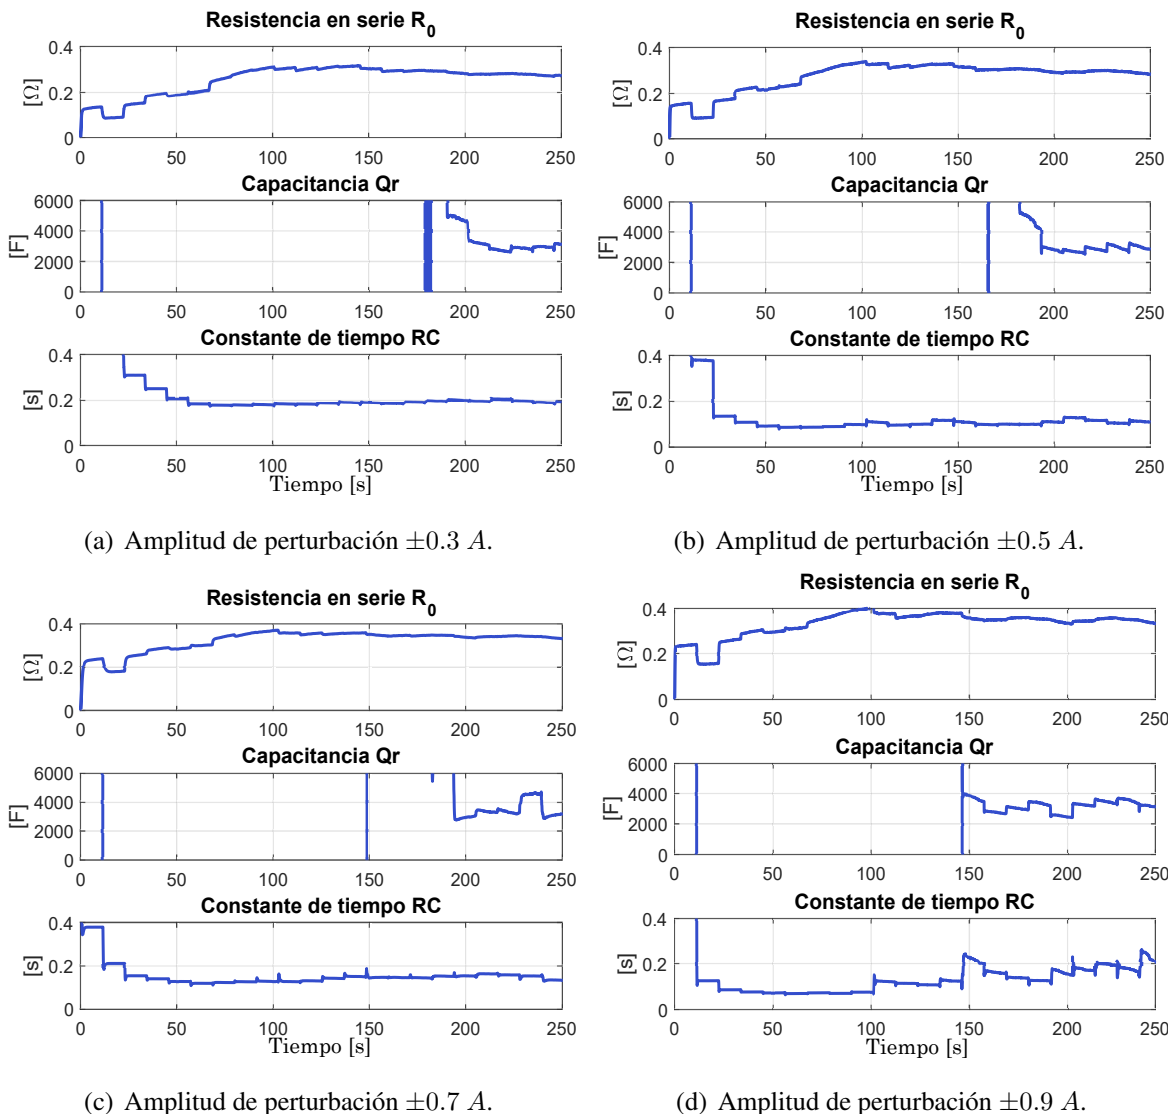 Resistencia en serie R0
[Ω]
0.4
0.2
0
0 50 100 150 200 250
Capacitancia Qr
[F]
6000
4000
2000
0
0 50 100 150 200 250
Constante de tiempo RC
[s]
0.4
0.2
0
0 50 100 150 200 250
Tiempo [s]
(a) Amplitud de perturbación ±0.3 A.
Resistencia en serie R0
[Ω]
0.4
0.2
0
0 50 100 150 200 250
Capacitancia Qr
[F]
6000
4000
2000
0
0 50 100 150 200 250
Constante de tiempo RC
[s]
0.4
0.2
0
0 50 100 150 200 250
Tiempo [s]
(b) Amplitud de perturbación ±0.5 A.
Resistencia en serie R0
[Ω]
0.4
0.2
0
0 50 100 150 200 250
Capacitancia Qr
[F]
6000
4000
2000
0
0 50 100 150 200 250
Constante de tiempo RC
[s]
0.4
0.2
0
0 50 100 150 200 250
Tiempo [s]
(c) Amplitud de perturbación ±0.7 A.
Resistencia en serie R0
[Ω]
0.4
0.2
0
0 50 100 150 200 250
Capacitancia Qr
[F]
6000
4000
2000
0
0 50 100 150 200 250
Constante de tiempo RC
[s]
0.4
0.2
0
0 50 100 150 200 250
Tiempo [s]
(d) Amplitud de perturbación ±0.9 A.